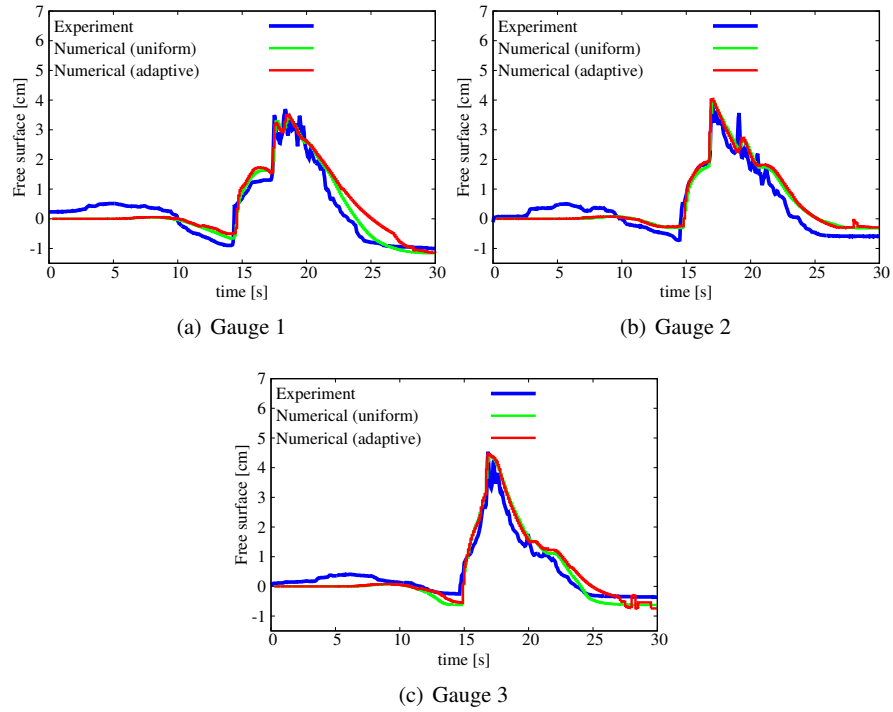 7
6
5
4
3
2
1
0
-1
Free surface [cm]
Experiment
Numerical (uniform)
Numerical (adaptive)
0 5 10 15 20 25 30
time [s]
(a) Gauge 1
7
6
5
4
3
2
1
0
-1
Free surface [cm]
Experiment
Numerical (uniform)
Numerical (adaptive)
0 5 10 15 20 25 30
time [s]
(b) Gauge 2
7
6
5
4
3
2
1
0
-1
Free surface [cm]
Experiment
Numerical (uniform)
Numerical (adaptive)
0 5 10 15 20 25 30
time [s]
(c) Gauge 3